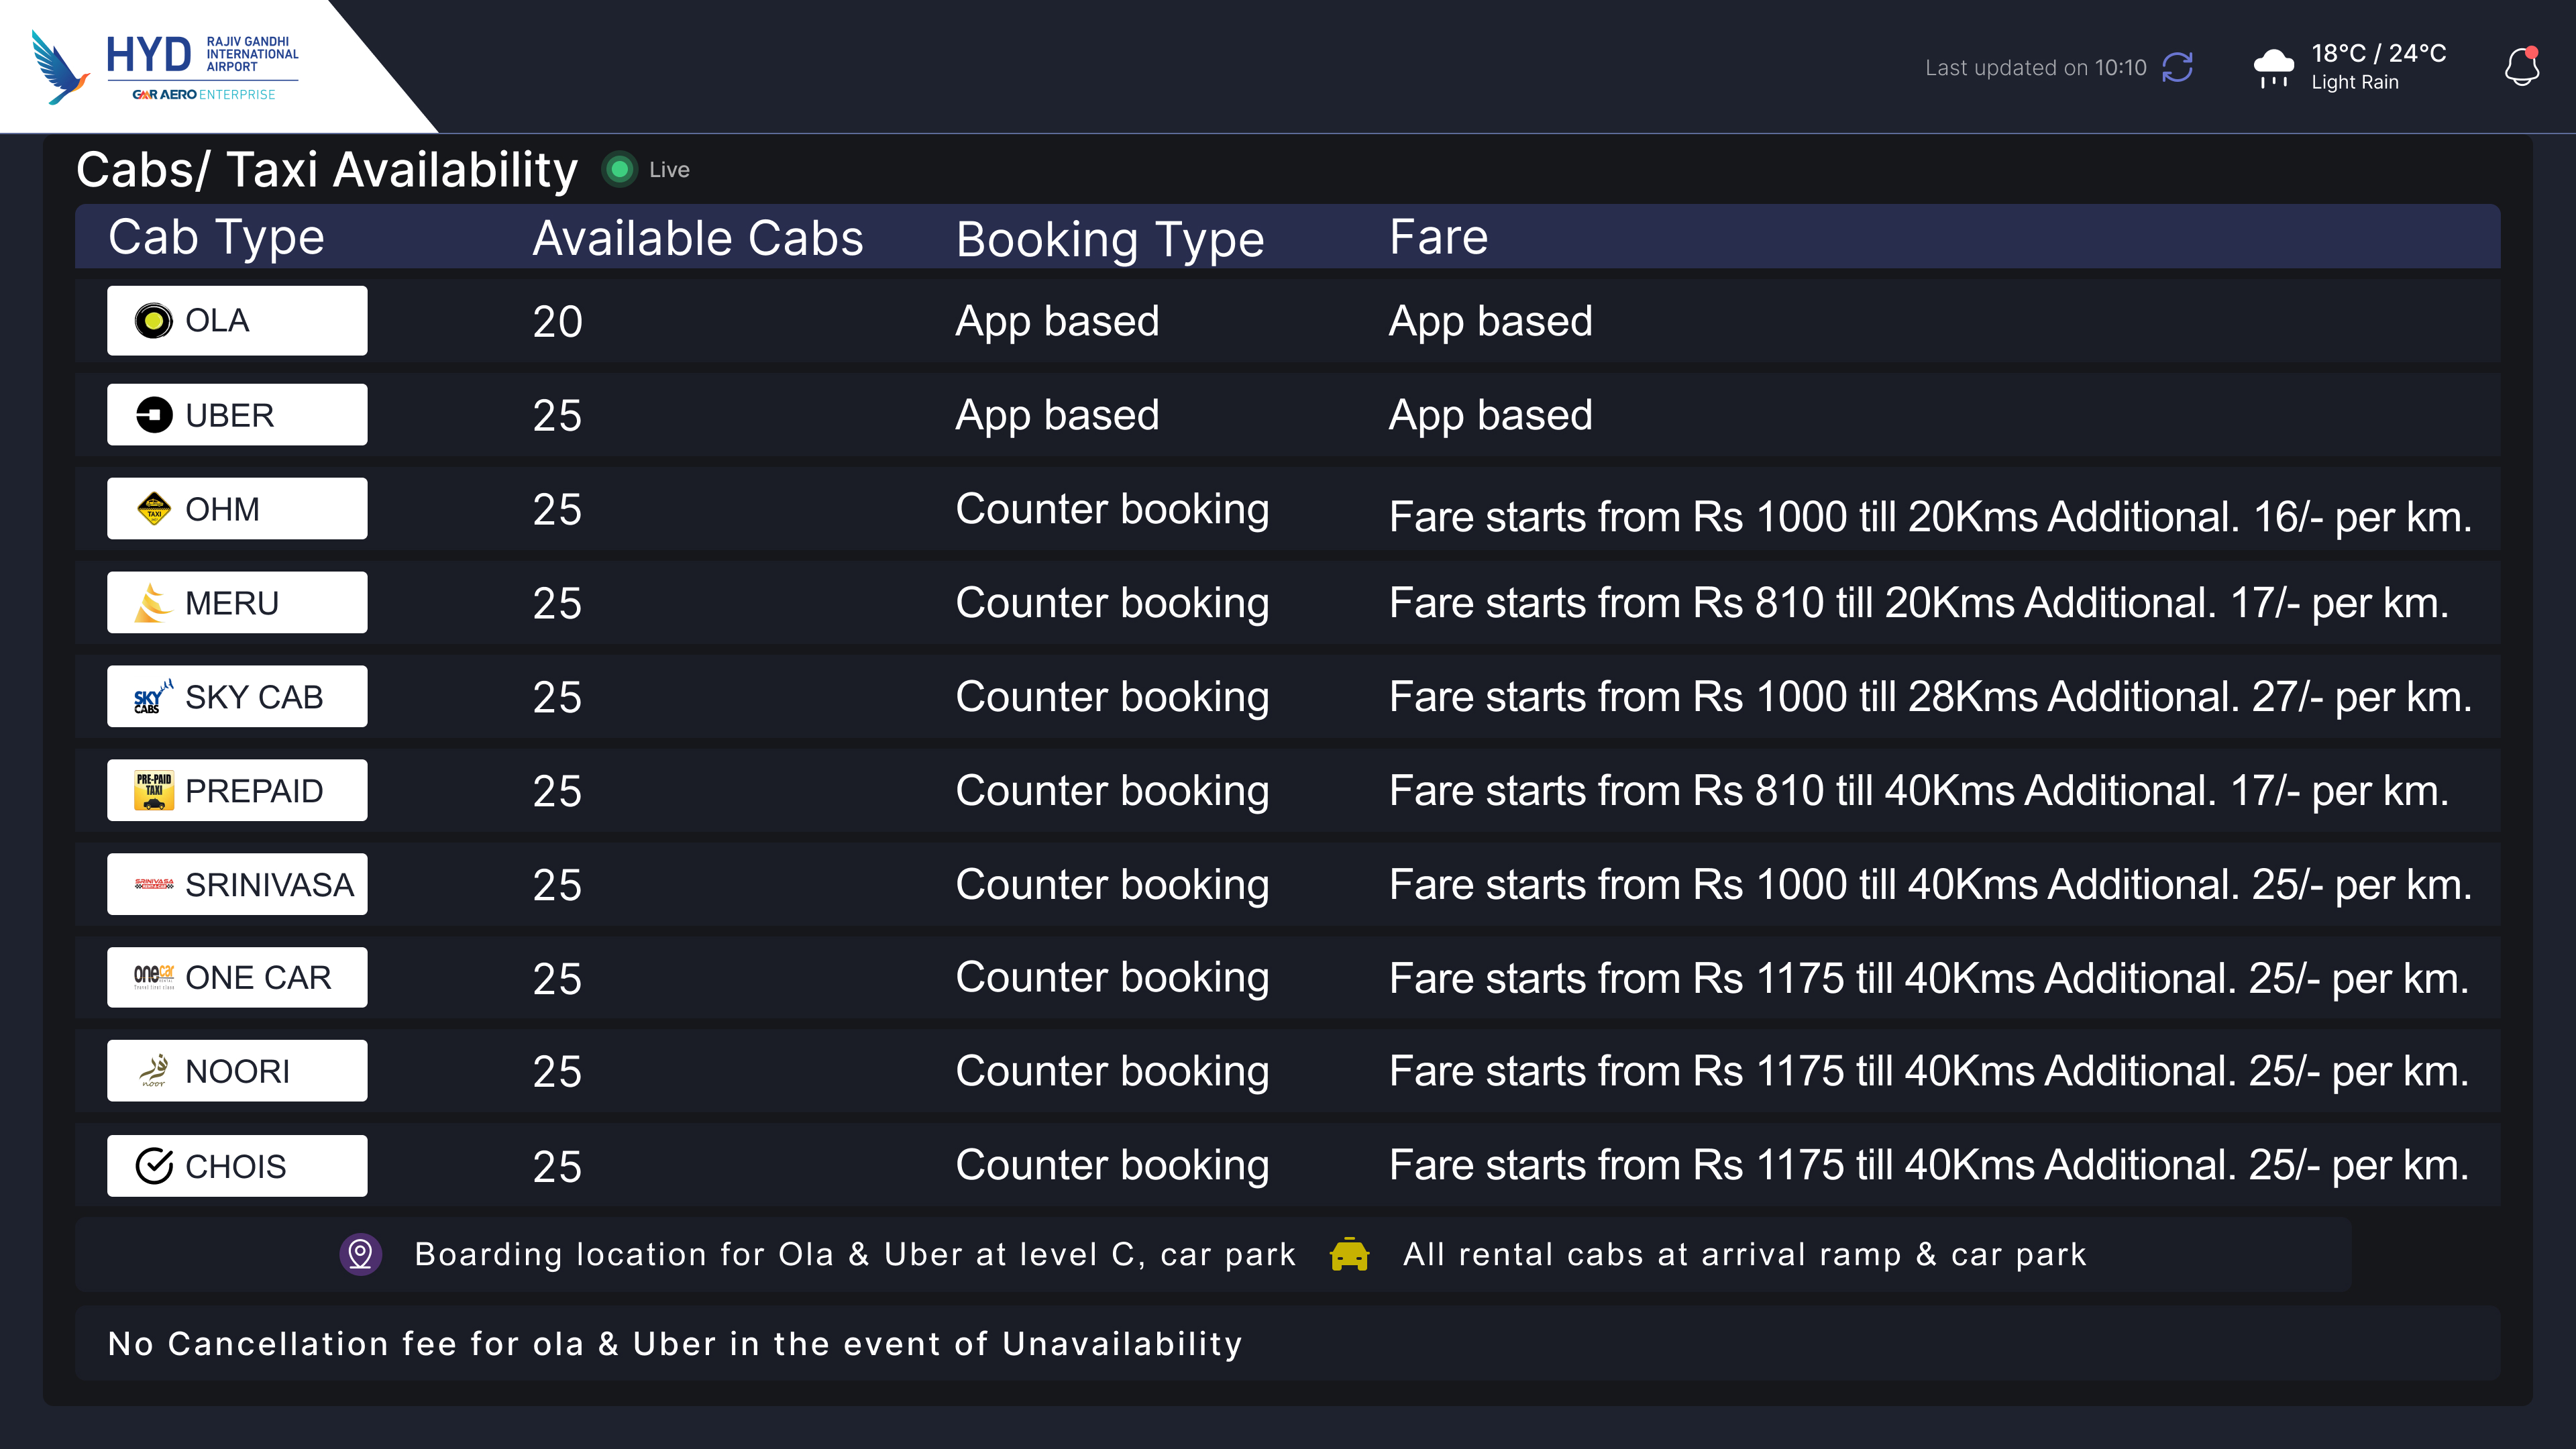 HYD RAJIV GANDHI
INTERNATIONAL
AIRPORT
GMR AERO ENTERPRISE
Last updated on 10:10
18°C / 24°C
Light Rain
Cabs/ Taxi Availability Live
Cab Type Available Cabs Booking Type Fare
OLA 20 App based App based
UBER 25 App based App based
TAXI OHM 25 Counter booking Fare starts from Rs 1000 till 20Kms Additional. 16/- per km.
MERU 25 Counter booking Fare starts from Rs 810 till 20Kms Additional. 17/- per km.
SKY CABS SKY CAB 25 Counter booking Fare starts from Rs 1000 till 28Kms Additional. 27/- per km.
PRE-PAID TAXI PREPAID 25 Counter booking Fare starts from Rs 810 till 40Kms Additional. 17/- per km.
SRINIVASA SRINIVASA 25 Counter booking Fare starts from Rs 1000 till 40Kms Additional. 25/- per km.
onecar ONE CAR 25 Counter booking Fare starts from Rs 1175 till 40Kms Additional. 25/- per km.
noor NOORI 25 Counter booking Fare starts from Rs 1175 till 40Kms Additional. 25/- per km.
CHOIS 25 Counter booking Fare starts from Rs 1175 till 40Kms Additional. 25/- per km.
Boarding location for Ola & Uber at level C, car park All rental cabs at arrival ramp & car park
No Cancellation fee for ola & Uber in the event of Unavailability